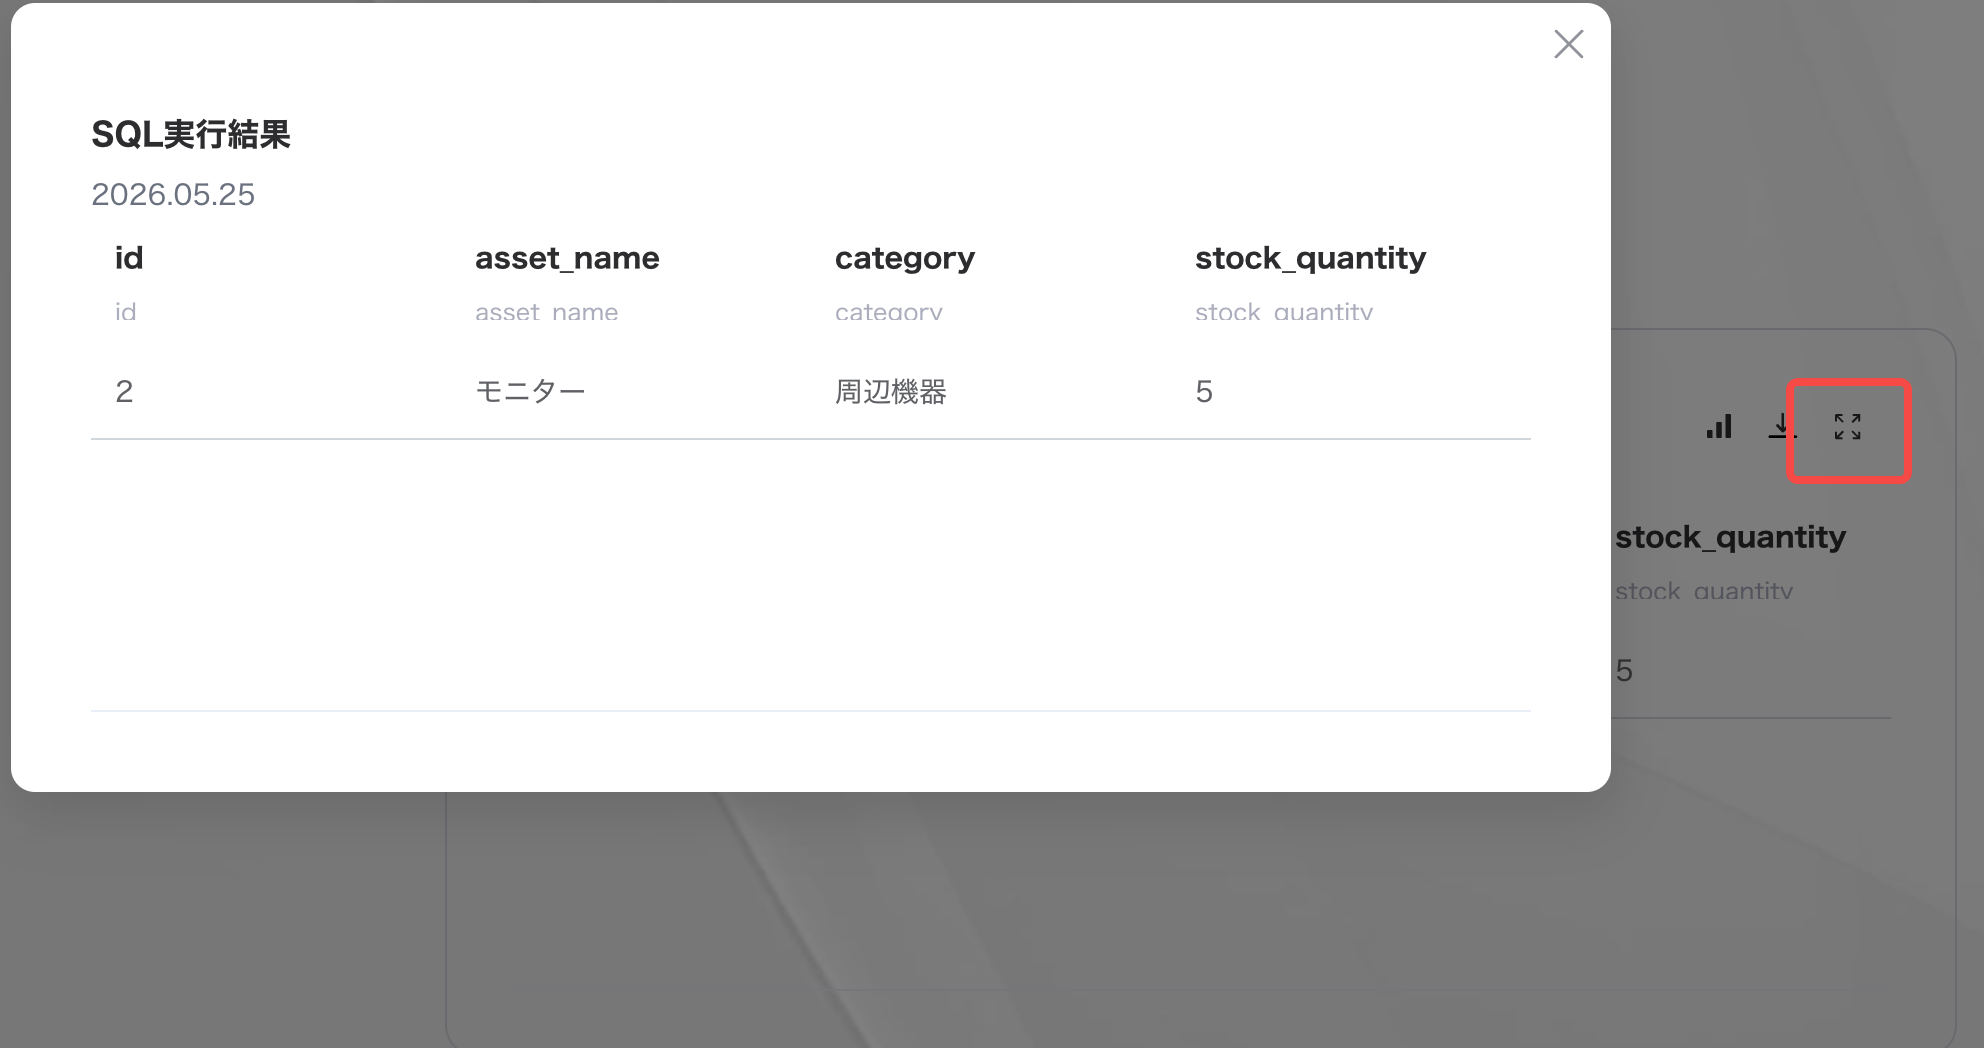 SQL実行結果
2026.05.25
id asset_name category stock_quantity
id asset_name category stock_quantity
2 モニター 周辺機器 5
stock_quantity
stock_quantity
5